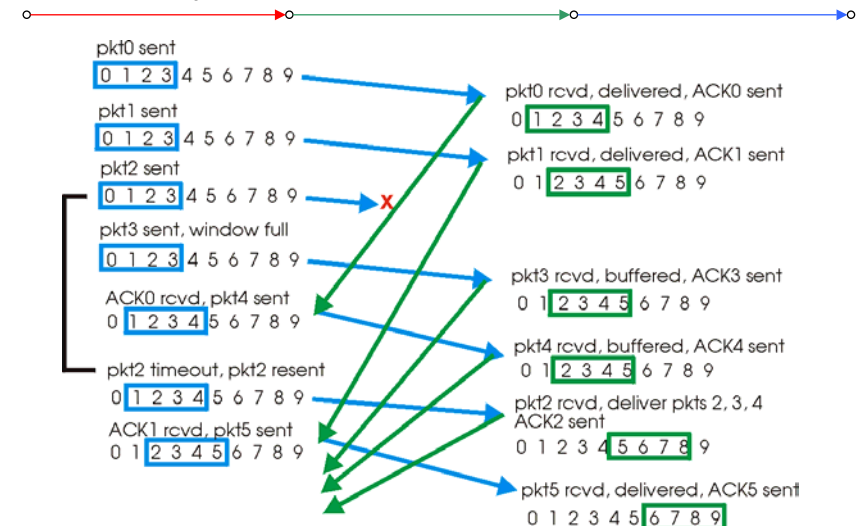 pkt0 sent
0 1 2 3 4 5 6 7 8 9
pkt1 sent
0 1 2 3 4 5 6 7 8 9
pkt2 sent
0 1 2 3 4 5 6 7 8 9
X
pkt3 sent, window full
0 1 2 3 4 5 6 7 8 9
ACK0 rcvd, pkt4 sent
0 1 2 3 4 5 6 7 8 9
pkt2 timeout, pkt2 resent
0 1 2 3 4 5 6 7 8 9
ACK1 rcvd, pkt5 sent
0 1 2 3 4 5 6 7 8 9
pkt0 rcvd, delivered, ACK0 sent
0 1 2 3 4 5 6 7 8 9
pkt1 rcvd, delivered, ACK1 sent
0 1 2 3 4 5 6 7 8 9
pkt3 rcvd, buffered, ACK3 sent
0 1 2 3 4 5 6 7 8 9
pkt4 rcvd, buffered, ACK4 sent
0 1 2 3 4 5 6 7 8 9
pkt2 rcvd, deliver pkts 2, 3, 4
ACK2 sent
0 1 2 3 4 5 6 7 8 9
pkt5 rcvd, delivered, ACK5 sent
0 1 2 3 4 5 6 7 8 9